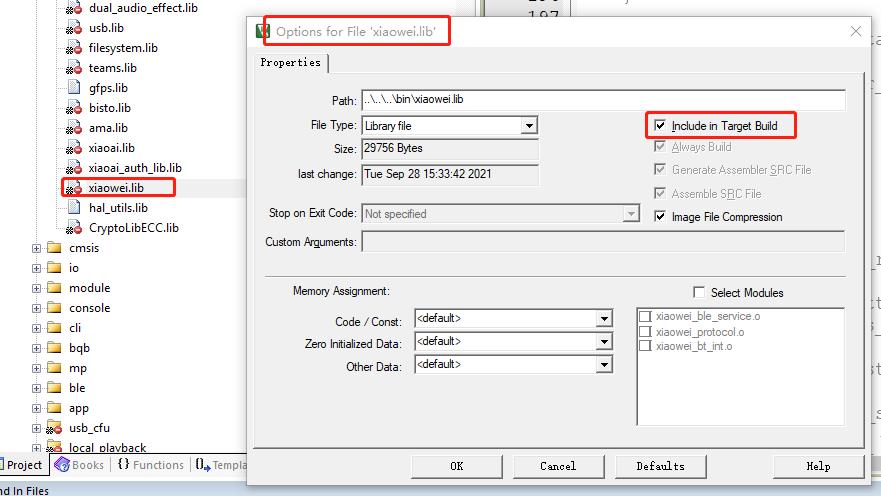 dual_audio_effect.lib
usb.lib
filesystem.lib
teams.lib
gfps.lib
bisto.lib
ama.lib
xiaoai.lib
xiaoai_auth_lib.lib
xiaowei.lib
hal_utils.lib
CryptoLibECC.lib
cmsis
io
module
console
cli
bqb
mp
ble
app
usb_cfu
local_playback
Project
Books
{} Functions
Templa
nd In Files
197
Options for File 'xiaowei.lib'
Properties
Path: ..\..\..\bin\xiaowei.lib
File Type: Library file
Include in Target Build
Size: 29756 Bytes
Always Build
last change: Tue Sep 28 15:33:42 2021
Generate Assembler SRC File
Assemble SRC File
Stop on Exit Code: Not specified
Image File Compression
Custom Arguments:
Memory Assignment:
Select Modules
Code / Const: <default>
Zero Initialized Data: <default>
Other Data: <default>
xiaowei_ble_service.o
xiaowei_protocol.o
xiaowei_bt_int.o
OK
Cancel
Defaults
Help